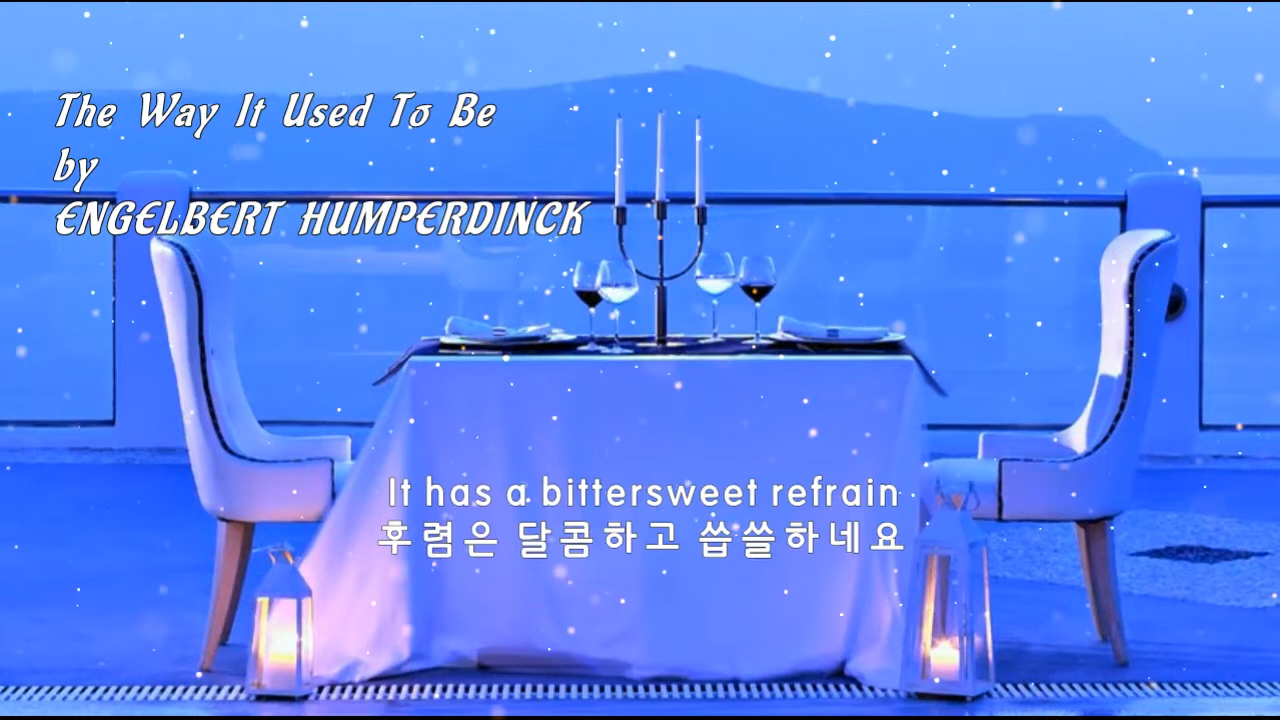 The Way It Used To Be
by
ENGELBERT HUMPERDINCK
It has a bittersweet refrain
후렴은 달콤하고 씁쓸하네요